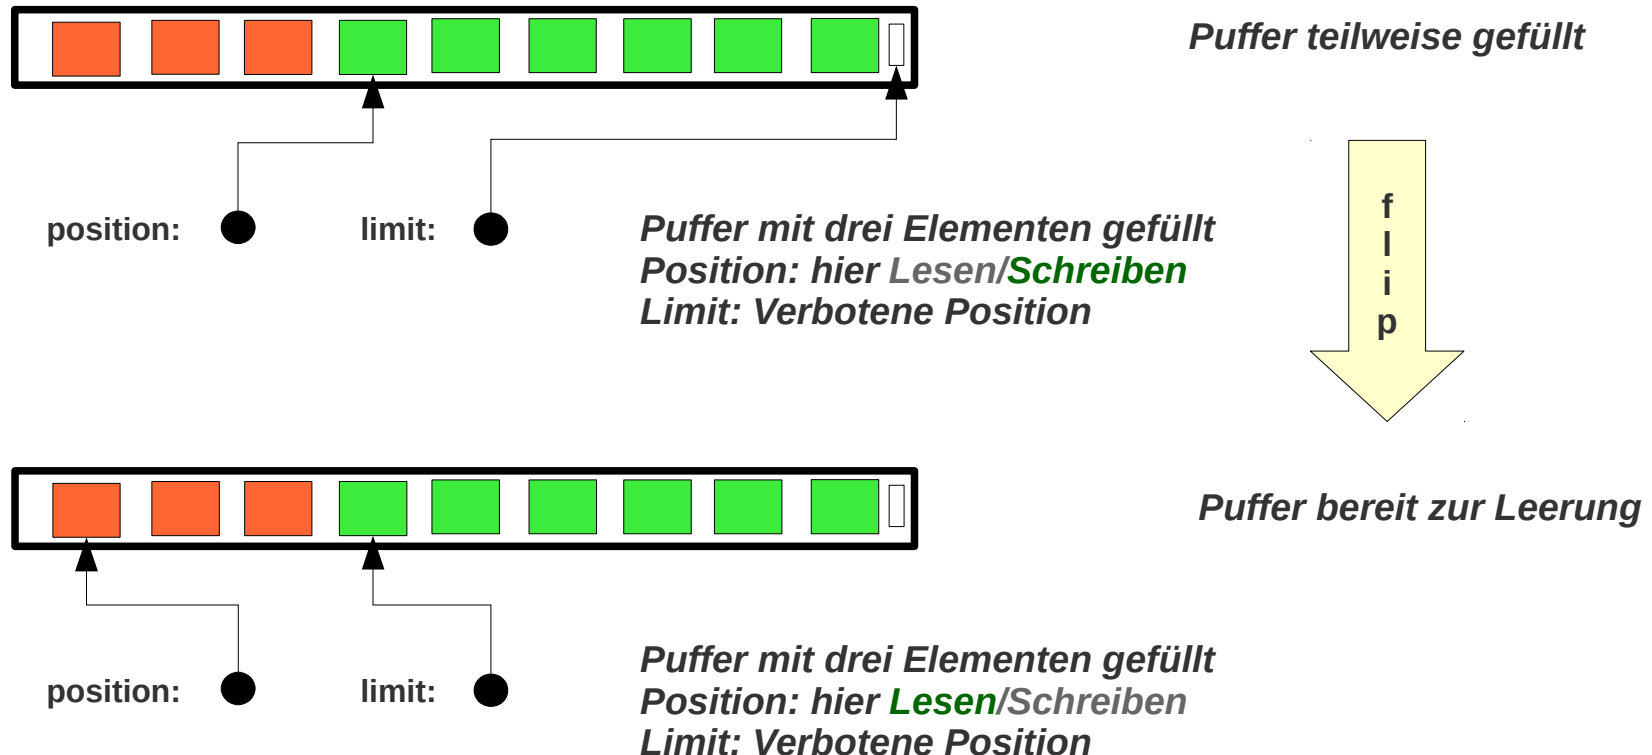 Puffer teilweise gefüllt
position:
limit:
Puffer mit drei Elementen gefüllt
Position: hier Lesen/Schreiben
Limit: Verbotene Position
f
l
i
p
Puffer bereit zur Leerung
position:
limit:
Puffer mit drei Elementen gefüllt
Position: hier Lesen/Schreiben
Limit: Verbotene Position